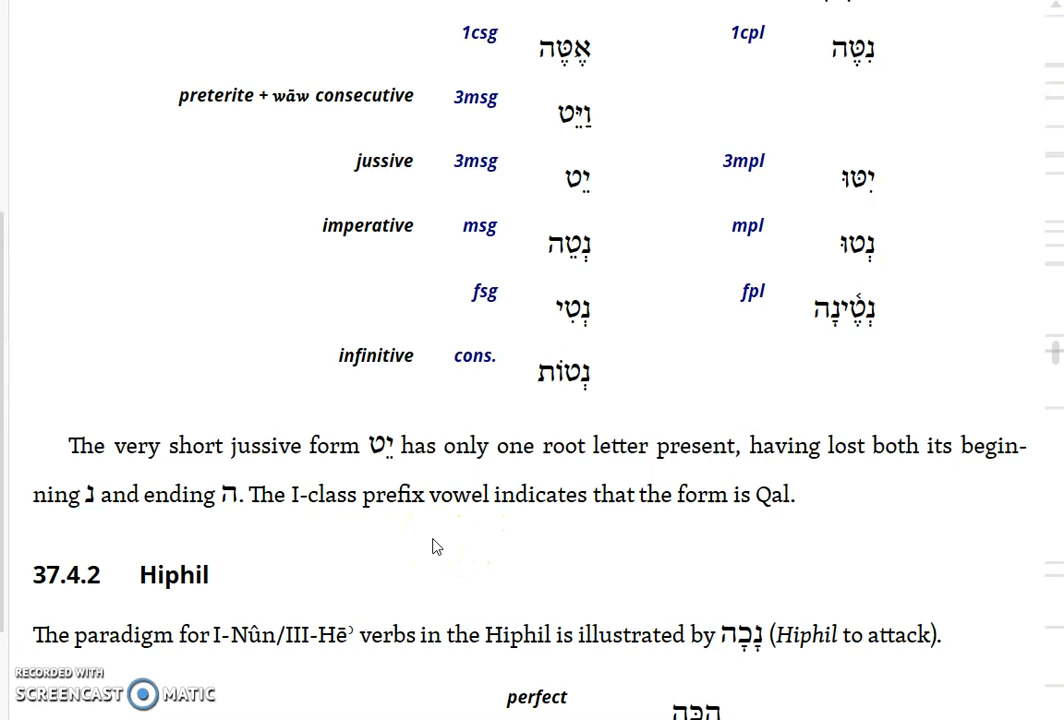 1csg אֶטֶּה 1cpl נִטֶּה
preterite + wāw consecutive 3msg וַיֵּט
jussive 3msg יֵט 3mpl יִטּוּ
imperative msg נְטֵה mpl נְטוּ
fsg נְטִי fpl נְטֶ֫ינָה
infinitive cons. נְטוֹת
The very short jussive form יֵט has only one root letter present, having lost both its begin-
ning נ and ending ה. The I-class prefix vowel indicates that the form is Qal.
37.4.2 Hiphil
The paradigm for I-Nûn/III-Hēʾ verbs in the Hiphil is illustrated by נָכָה (Hiphil to attack).
RECORDED WITH
SCREENCAST MATIC
perfect הִכָּה